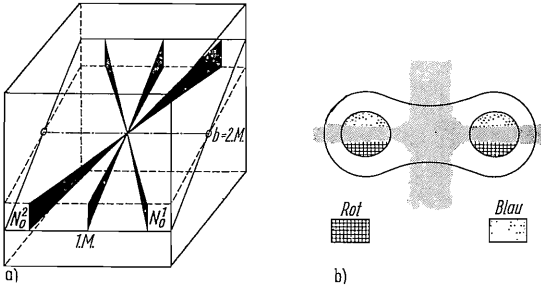 b=2.M.
N₀² N₀¹
1.M.
a)
Rot Blau
b)